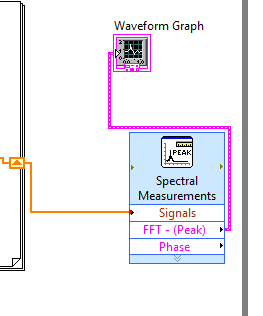 Waveform Graph
PEAK
Spectral
Measurements
Signals
FFT - (Peak)
Phase